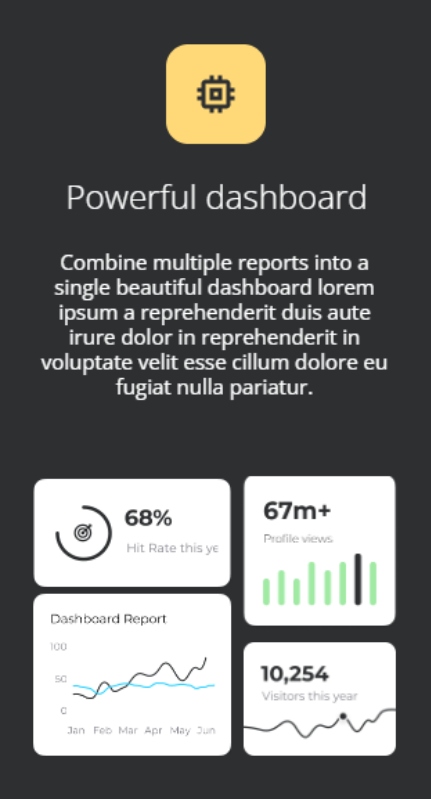 Powerful dashboard
Combine multiple reports into a
single beautiful dashboard lorem
ipsum a reprehenderit duis aute
irure dolor in reprehenderit in
voluptate velit esse cillum dolore eu
fugiat nulla pariatur.
68%
Hit Rate this ye
67m+
Profile views
Dashboard Report
100
50
0
Jan Feb Mar Apr May Jun
10,254
Visitors this year